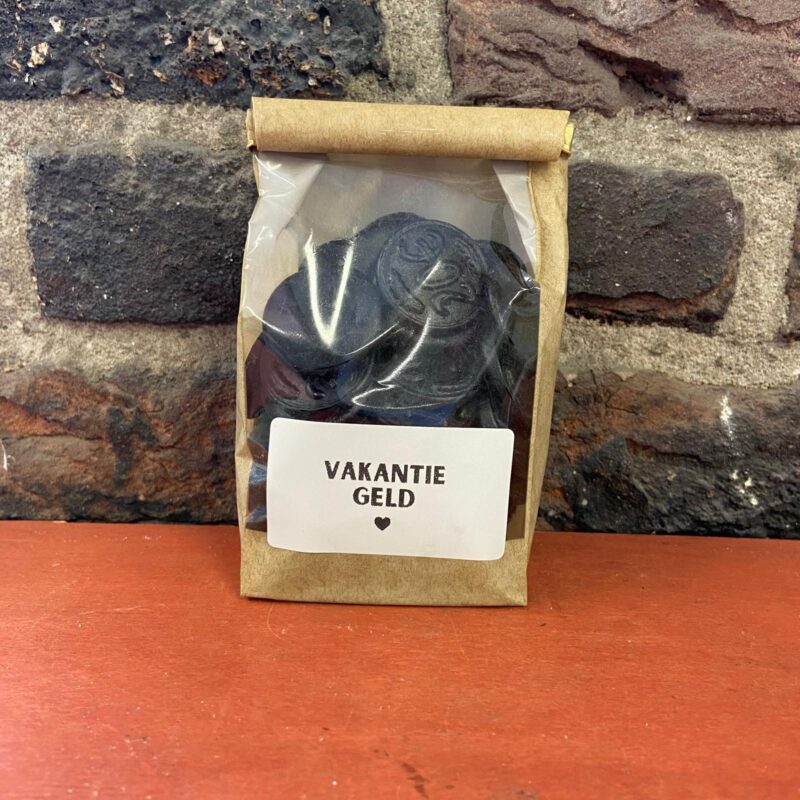 VAKANTIE
GELD
♥